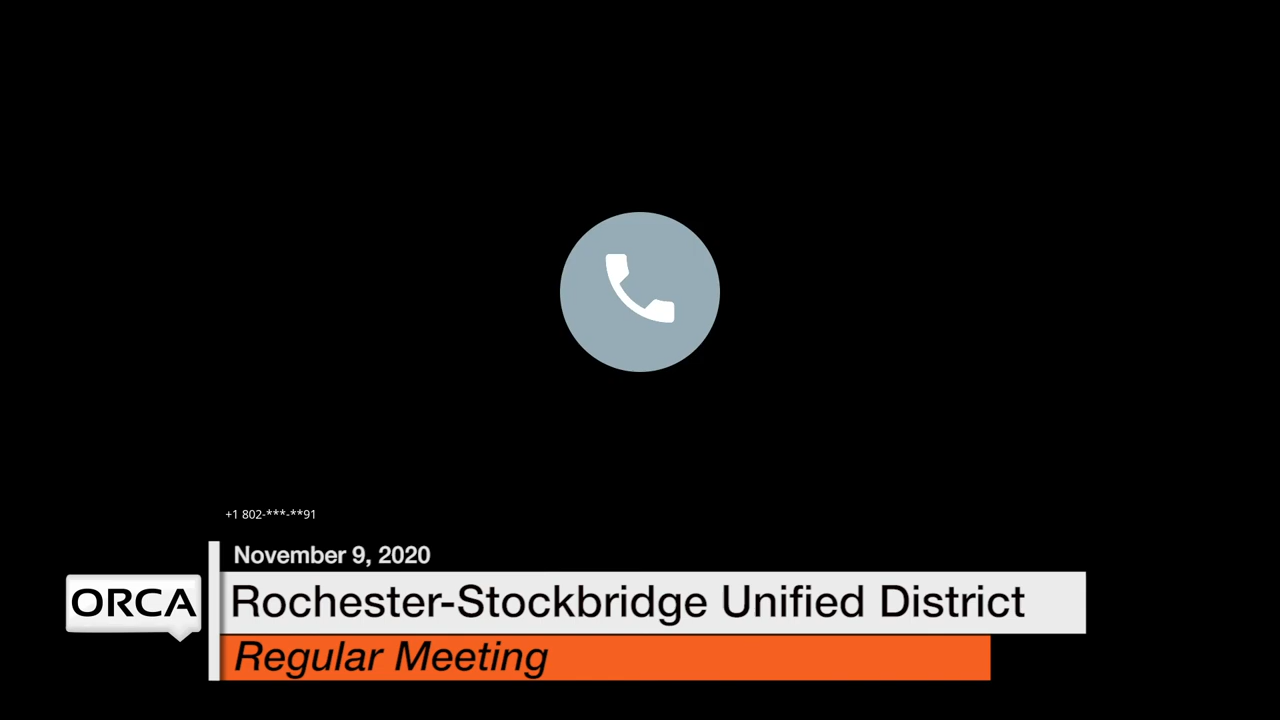 +1 802-***-**91
November 9, 2020
ORCA
Rochester-Stockbridge Unified District
Regular Meeting